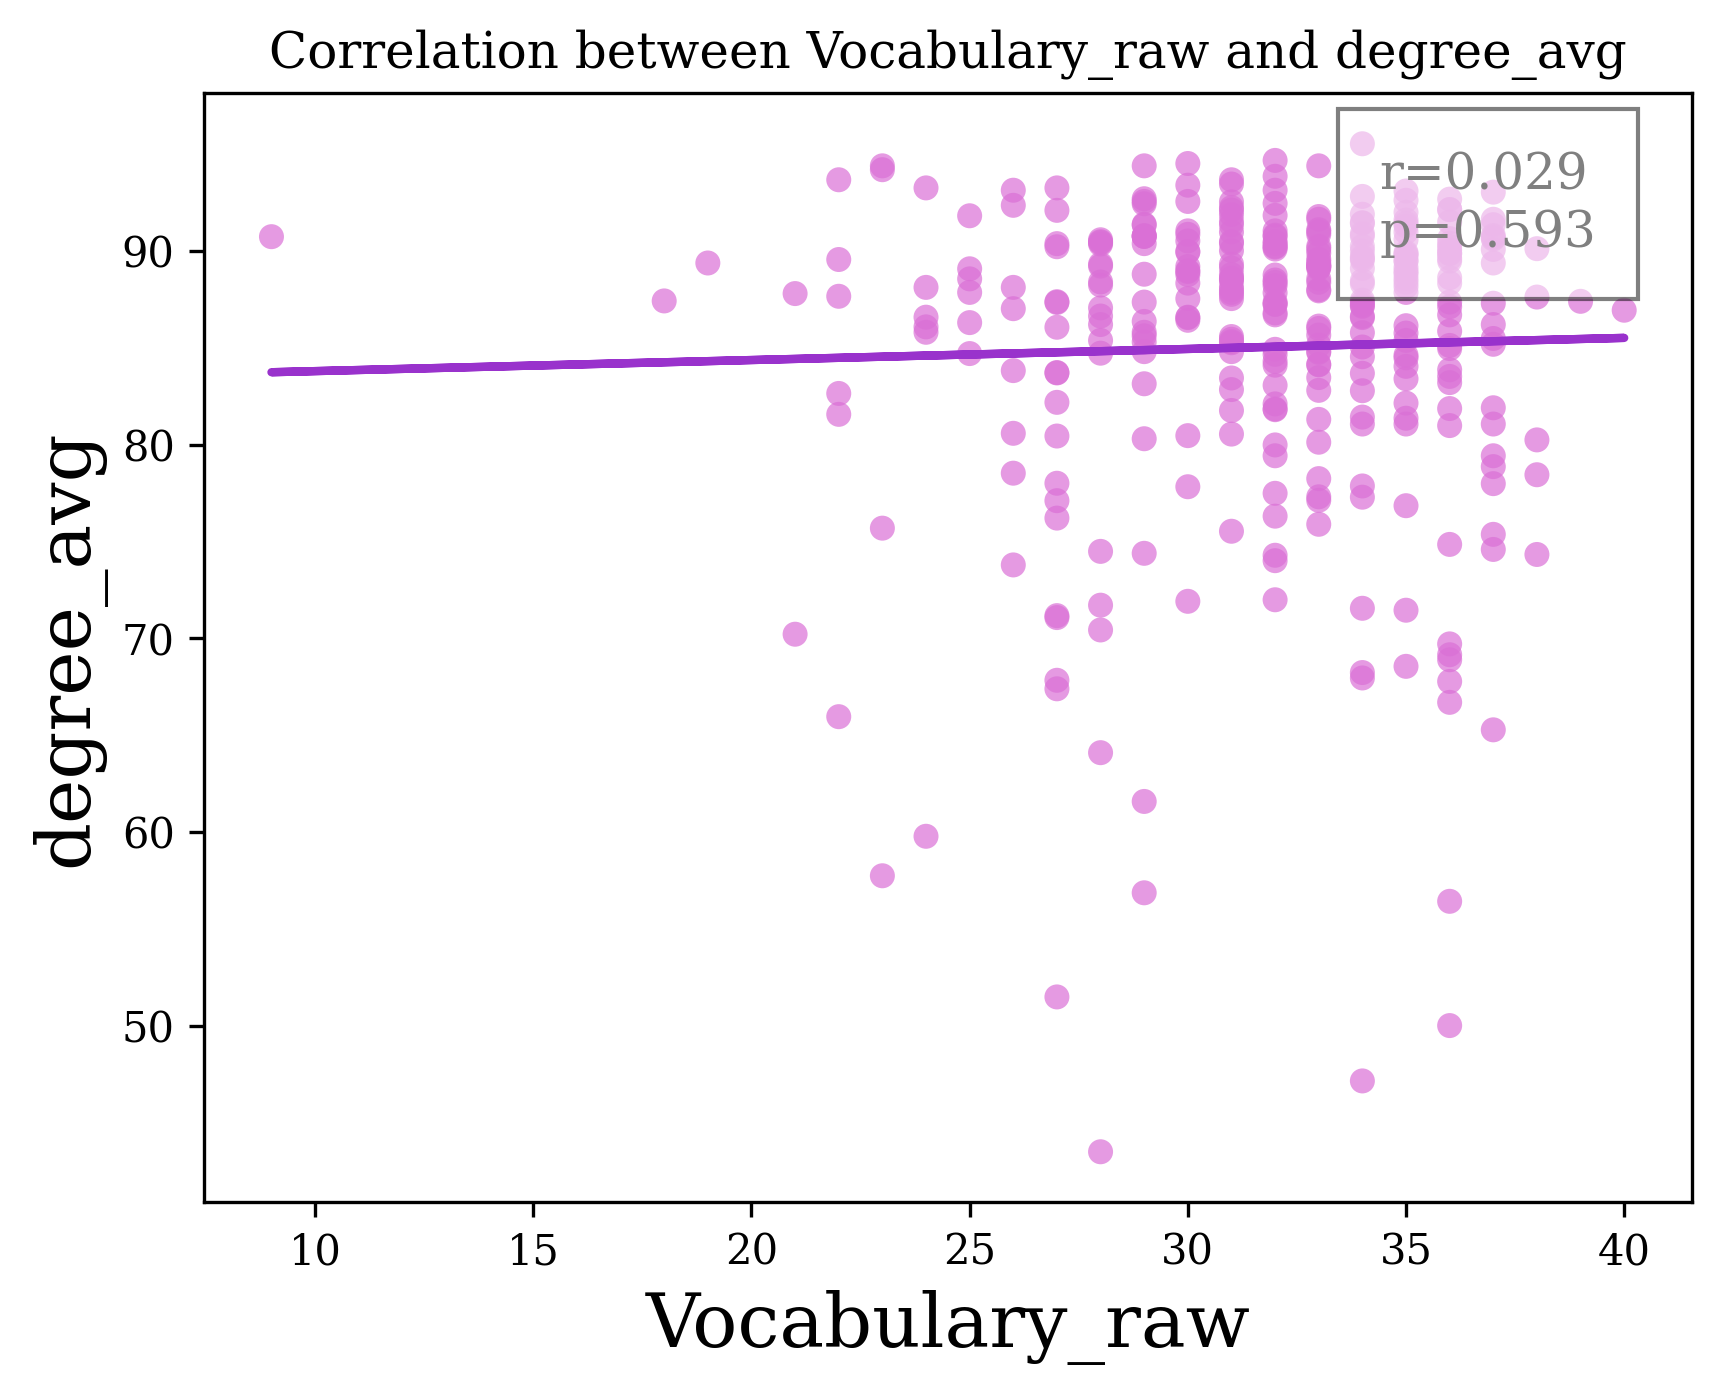 Correlation between Vocabulary_raw and degree_avg
r=0.029
p=0.593
90
80
70
60
50
degree_avg
10 15 20 25 30 35 40
Vocabulary_raw